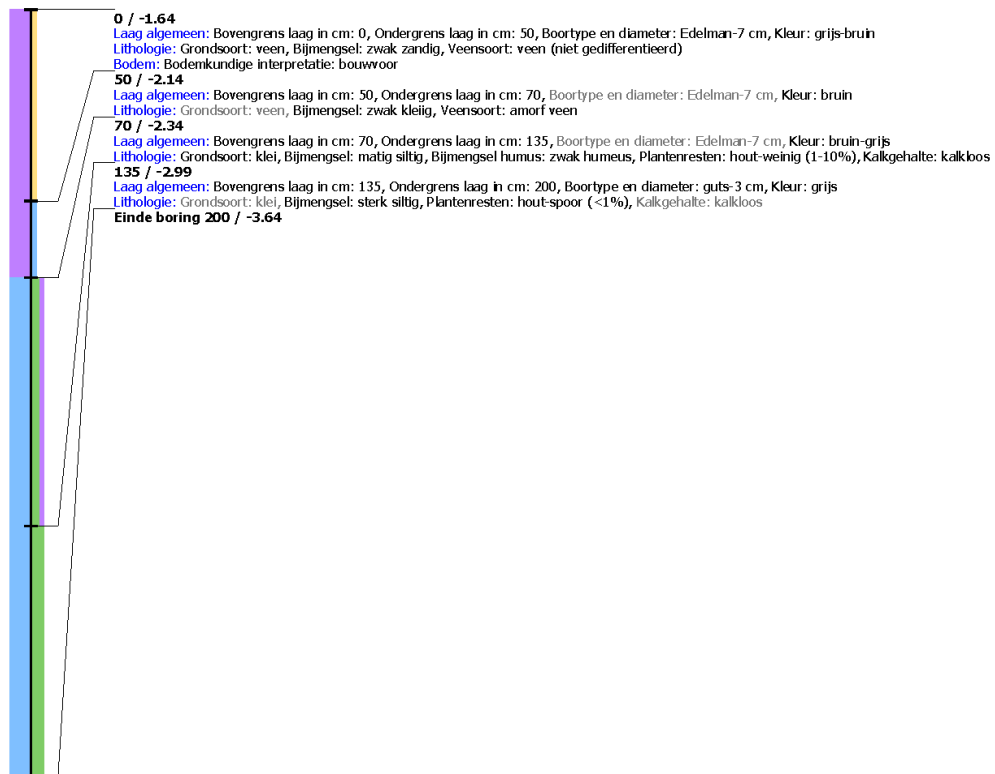 0 / -1.64
Laag algemeen: Bovengrens laag in cm: 0, Ondergrens laag in cm: 50, Boortype en diameter: Edelman-7 cm, Kleur: grijs-bruin
Lithologie: Grondsoort: veen, Bijmengsel: zwak zandig, Veensoort: veen (niet gedifferentieerd)
Bodem: Bodemkundige interpretatie: bouwvoor
50 / -2.14
Laag algemeen: Bovengrens laag in cm: 50, Ondergrens laag in cm: 70, Boortype en diameter: Edelman-7 cm, Kleur: bruin
Lithologie: Grondsoort: veen, Bijmengsel: zwak kleiig, Veensoort: amorf veen
70 / -2.34
Laag algemeen: Bovengrens laag in cm: 70, Ondergrens laag in cm: 135, Boortype en diameter: Edelman-7 cm, Kleur: bruin-grijs
Lithologie: Grondsoort: klei, Bijmengsel: matig siltig, Bijmengsel humus: zwak humeus, Plantenresten: hout-weinig (1-10%), Kalkgehalte: kalkloos
135 / -2.99
Laag algemeen: Bovengrens laag in cm: 135, Ondergrens laag in cm: 200, Boortype en diameter: guts-3 cm, Kleur: grijs
Lithologie: Grondsoort: klei, Bijmengsel: sterk siltig, Plantenresten: hout-spoor (<1%), Kalkgehalte: kalkloos
Einde boring 200 / -3.64